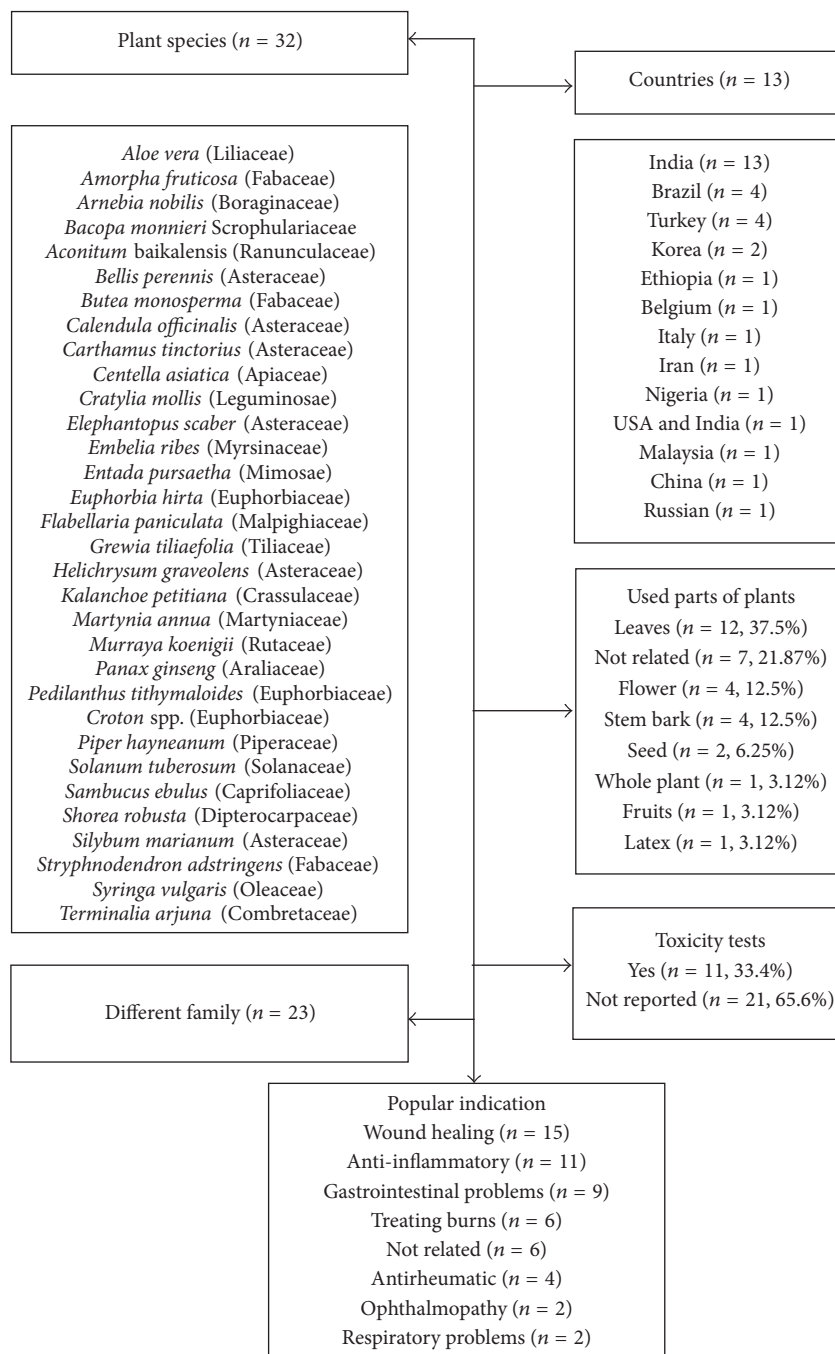 Plant species (n = 32)
Countries (n = 13)
Aloe vera (Liliaceae)
Amorpha fruticosa (Fabaceae)
Arnebia nobilis (Boraginaceae)
Bacopa monnieri Scrophulariaceae
Aconitum baikalensis (Ranunculaceae)
Bellis perennis (Asteraceae)
Butea monosperma (Fabaceae)
Calendula officinalis (Asteraceae)
Carthamus tinctorius (Asteraceae)
Centella asiatica (Apiaceae)
Cratylia mollis (Leguminosae)
Elephantopus scaber (Asteraceae)
Embelia ribes (Myrsinaceae)
Entada pursaetha (Mimosae)
Euphorbia hirta (Euphorbiaceae)
Flabellaria paniculata (Malpighiaceae)
Grewia tiliaefolia (Tiliaceae)
Helichrysum graveolens (Asteraceae)
Kalanchoe petitiana (Crassulaceae)
Martynia annua (Martyniaceae)
Murraya koenigii (Rutaceae)
Panax ginseng (Araliaceae)
Pedilanthus tithymaloides (Euphorbiaceae)
Croton spp. (Euphorbiaceae)
Piper hayneanum (Piperaceae)
Solanum tuberosum (Solanaceae)
Sambucus ebulus (Caprifoliaceae)
Shorea robusta (Dipterocarpaceae)
Silybum marianum (Asteraceae)
Stryphnodendron adstringens (Fabaceae)
Syringa vulgaris (Oleaceae)
Terminalia arjuna (Combretaceae)
India (n = 13)
Brazil (n = 4)
Turkey (n = 4)
Korea (n = 2)
Ethiopia (n = 1)
Belgium (n = 1)
Italy (n = 1)
Iran (n = 1)
Nigeria (n = 1)
USA and India (n = 1)
Malaysia (n = 1)
China (n = 1)
Russian (n = 1)
Used parts of plants
Leaves (n = 12, 37.5%)
Not related (n = 7, 21.87%)
Flower (n = 4, 12.5%)
Stem bark (n = 4, 12.5%)
Seed (n = 2, 6.25%)
Whole plant (n = 1, 3.12%)
Fruits (n = 1, 3.12%)
Latex (n = 1, 3.12%)
Toxicity tests
Yes (n = 11, 33.4%)
Not reported (n = 21, 65.6%)
Different family (n = 23)
Popular indication
Wound healing (n = 15)
Anti-inflammatory (n = 11)
Gastrointestinal problems (n = 9)
Treating burns (n = 6)
Not related (n = 6)
Antirheumatic (n = 4)
Ophthalmopathy (n = 2)
Respiratory problems (n = 2)